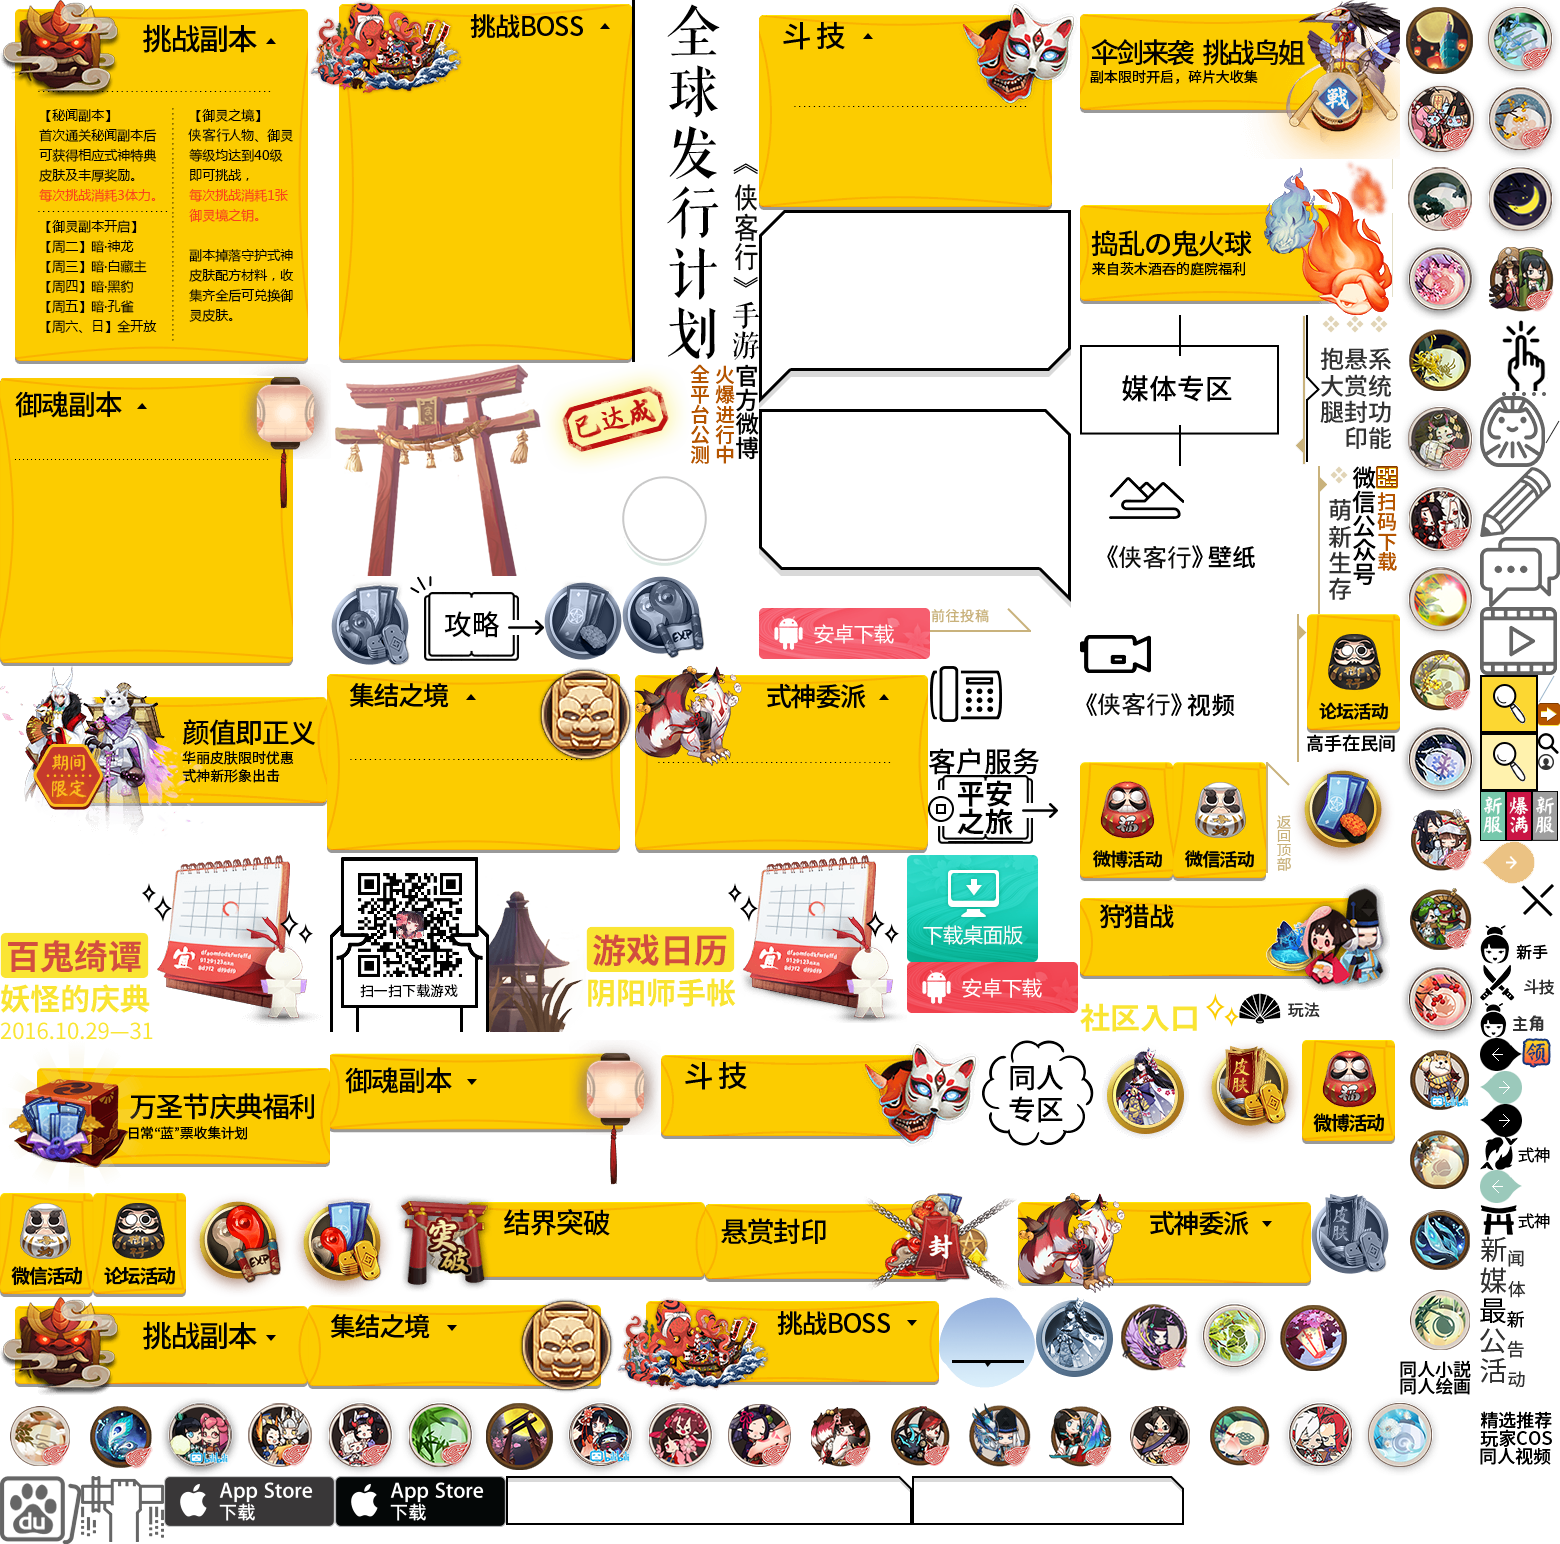 挑战副本
【秘闻副本】
首次通关秘闻副本后
可获得相应式神特典
皮肤及丰厚奖励。
每次挑战消耗3体力。
【御灵副本开启】
【周二】暗·神龙
【周三】暗·白藏主
【周四】暗·黑豹
【周五】暗·孔雀
【周六、日】全开放
【御灵之境】
侠客行人物、御灵
等级均达到40级
即可挑战，
每次挑战消耗1张
御灵境之钥。
副本掉落守护式神
皮肤配方材料，收
集齐全后可兑换御
灵皮肤。
挑战BOSS
全球发行计划
《侠客行》手游
官方微博
火爆进行中
全平台公测
斗技
伞剑来袭 挑战鸟姐
副本限时开启，碎片大收集
戰
捣乱の鬼火球
来自茨木酒吞的庭院福利
御魂副本
已达成
媒体专区
系统功能
悬赏封印
抱大腿
《侠客行》壁纸
微信公众号
扫码下载
萌新生存
攻略
EXP
安卓下载
前往投稿
《侠客行》视频
论坛活动
高手在民间
颜值即正义
华丽皮肤限时优惠
式神新形象出击
期间
限定
集结之境
式神委派
客户服务
平安
之旅
微博活动
微信活动
返回顶部
新服
爆满
新服
百鬼绮谭
妖怪的庆典
2016.10.29—31
宜
扫一扫下载游戏
游戏日历
阴阳师手帐
宜
下载桌面版
安卓下载
狩猎战
社区入口
玩法
新手
斗技
主角
领
式神
式神
万圣节庆典福利
日常“蓝”票收集计划
御魂副本
斗技
同人
专区
皮肤
微博活动
微信活动
论坛活动
EXP
突破
结界突破
悬赏封印
封
式神委派
皮肤
新闻
媒体
最新
公告
活动
挑战副本
集结之境
挑战BOSS
同人小説
同人绘画
精选推荐
玩家COS
同人视频
du
App Store
下载
App Store
下载